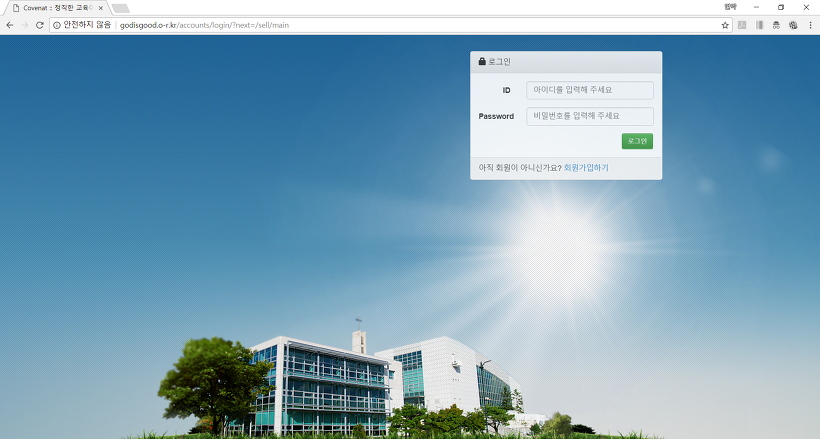 Covenat :: 정직한 교육
안전하지 않음 | godisgood.o-r.kr/accounts/login/?next=/sell/main
로그인
ID 아이디를 입력해 주세요
Password 비밀번호를 입력해 주세요
로그인
아직 회원이 아니신가요? 회원가입하기